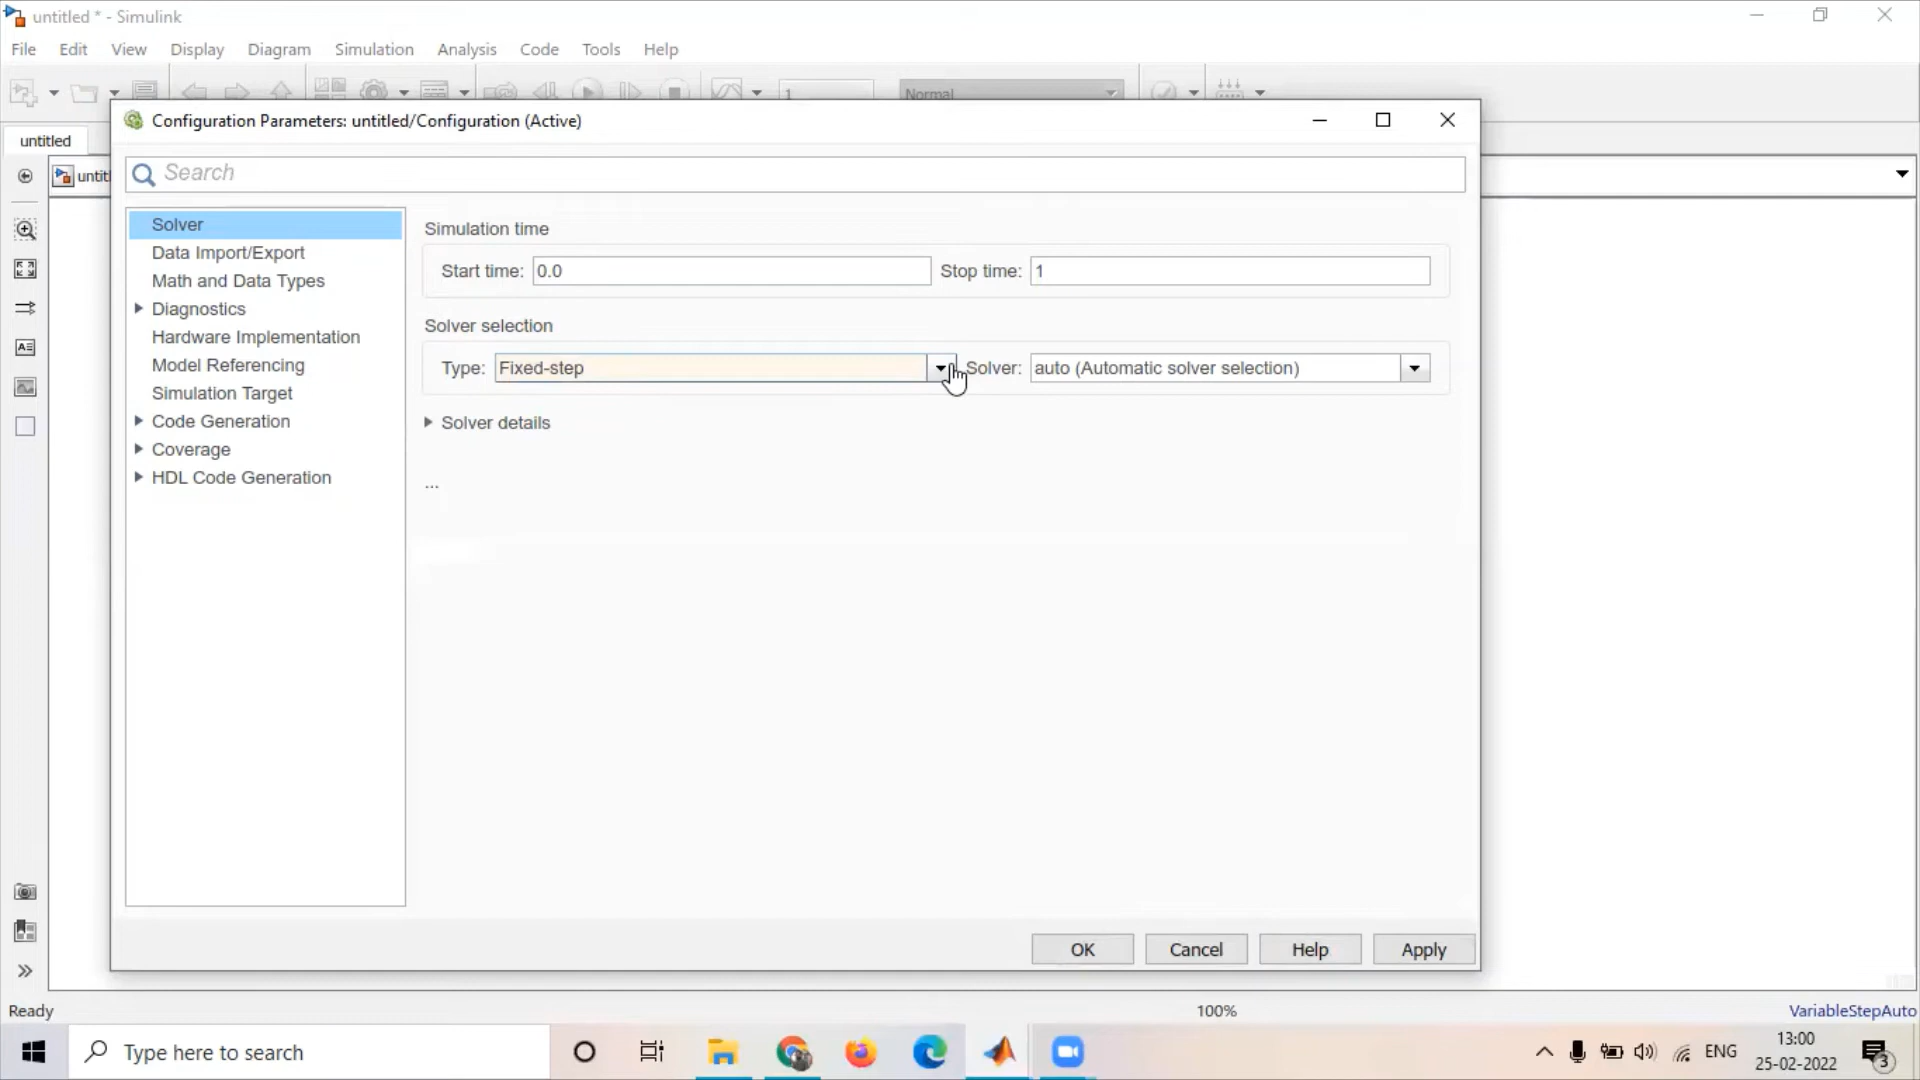 untitled * - Simulink
File Edit View Display Diagram Simulation Analysis Code Tools Help
1 Normal
Configuration Parameters: untitled/Configuration (Active)
untitled
Search
Solver
Data Import/Export
Math and Data Types
Diagnostics
Hardware Implementation
Model Referencing
Simulation Target
Code Generation
Coverage
HDL Code Generation
Simulation time
Start time: 0.0 Stop time: 1
Solver selection
Type: Fixed-step Solver: auto (Automatic solver selection)
Solver details
...
OK Cancel Help Apply
Ready 100% VariableStepAuto
Type here to search
ENG
13:00
25-02-2022
3